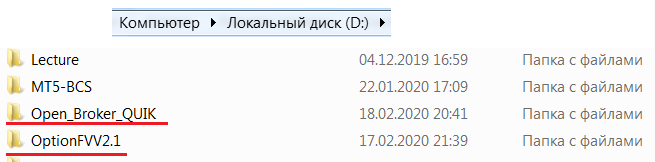 Компьютер ▸ Локальный диск (D:) ▸
Lecture 04.12.2019 16:59 Папка с файлами
MT5-BCS 22.01.2020 17:09 Папка с файлами
Open_Broker_QUIK 18.02.2020 20:41 Папка с файлами
OptionFVV2.1 17.02.2020 21:39 Папка с файлами